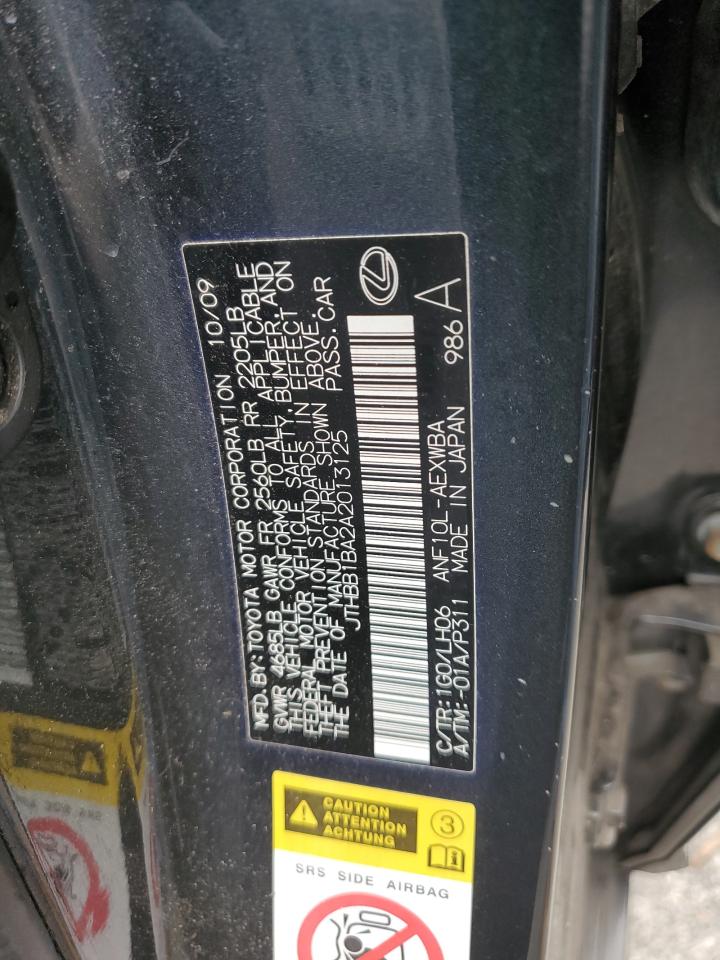 MFD. BY: TOYOTA MOTOR CORPORATION 10/09
GVWR 4685LB GAWR FR 2560LB RR 2205LB
THIS VEHICLE CONFORMS TO ALL APPLICABLE
FEDERAL MOTOR VEHICLE SAFETY, BUMPER, AND
THEFT PREVENTION STANDARDS IN EFFECT ON
THE DATE OF MANUFACTURE SHOWN ABOVE.
JTHBB1BA2A2013125 PASS. CAR
C/TR: 1G0/LH06 ANF10L-AEXWBA 986 A
A/TM: -01A/P311 MADE IN JAPAN
CAUTION
ATTENTION
ACHTUNG
3
SRS SIDE AIRBAG